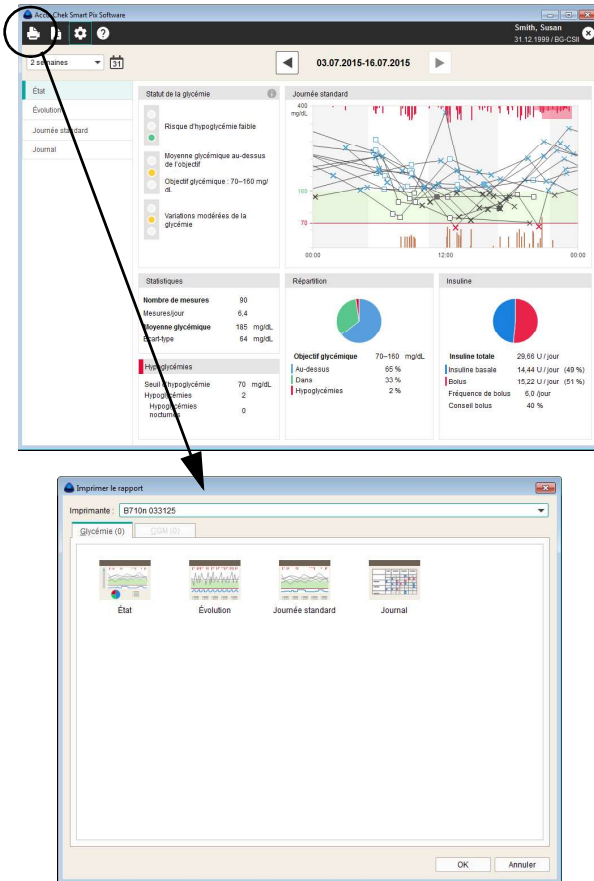 Accu-Chek Smart Pix Software
Smith, Susan
31.12.1999 / BG-CSII
2 semaines
31
03.07.2015-16.07.2015
État
Évolution
Journée standard
Journal
Statut de la glycémie
Risque d'hypoglycémie faible
Moyenne glycémique au-dessus
de l'objectif
Objectif glycémique : 70–160 mg/
dL
Variations modérées de la
glycémie
Journée standard
400
mg/dL
160
70
00:00
12:00
00:00
Statistiques
Nombre de mesures 90
Mesures/jour 6,4
Moyenne glycémique 185 mg/dL
Écart-type 64 mg/dL
Hypoglycémies
Seuil d'hypoglycémie 70 mg/dL
Hypoglycémies 2
Hypoglycémies
nocturnes 0
Répartition
Objectif glycémique 70–160 mg/dL
Au-dessus 65 %
Dans 33 %
Hypoglycémies 2 %
Insuline
Insuline totale 29,66 U / jour
Insuline basale 14,44 U / jour (49 %)
Bolus 15,22 U / jour (51 %)
Fréquence de bolus 6,0 /jour
Conseil bolus 40 %
Imprimer le rapport
Imprimante : B710n 033125
Glycémie (0) CGM (0)
État Évolution Journée standard Journal
OK Annuler